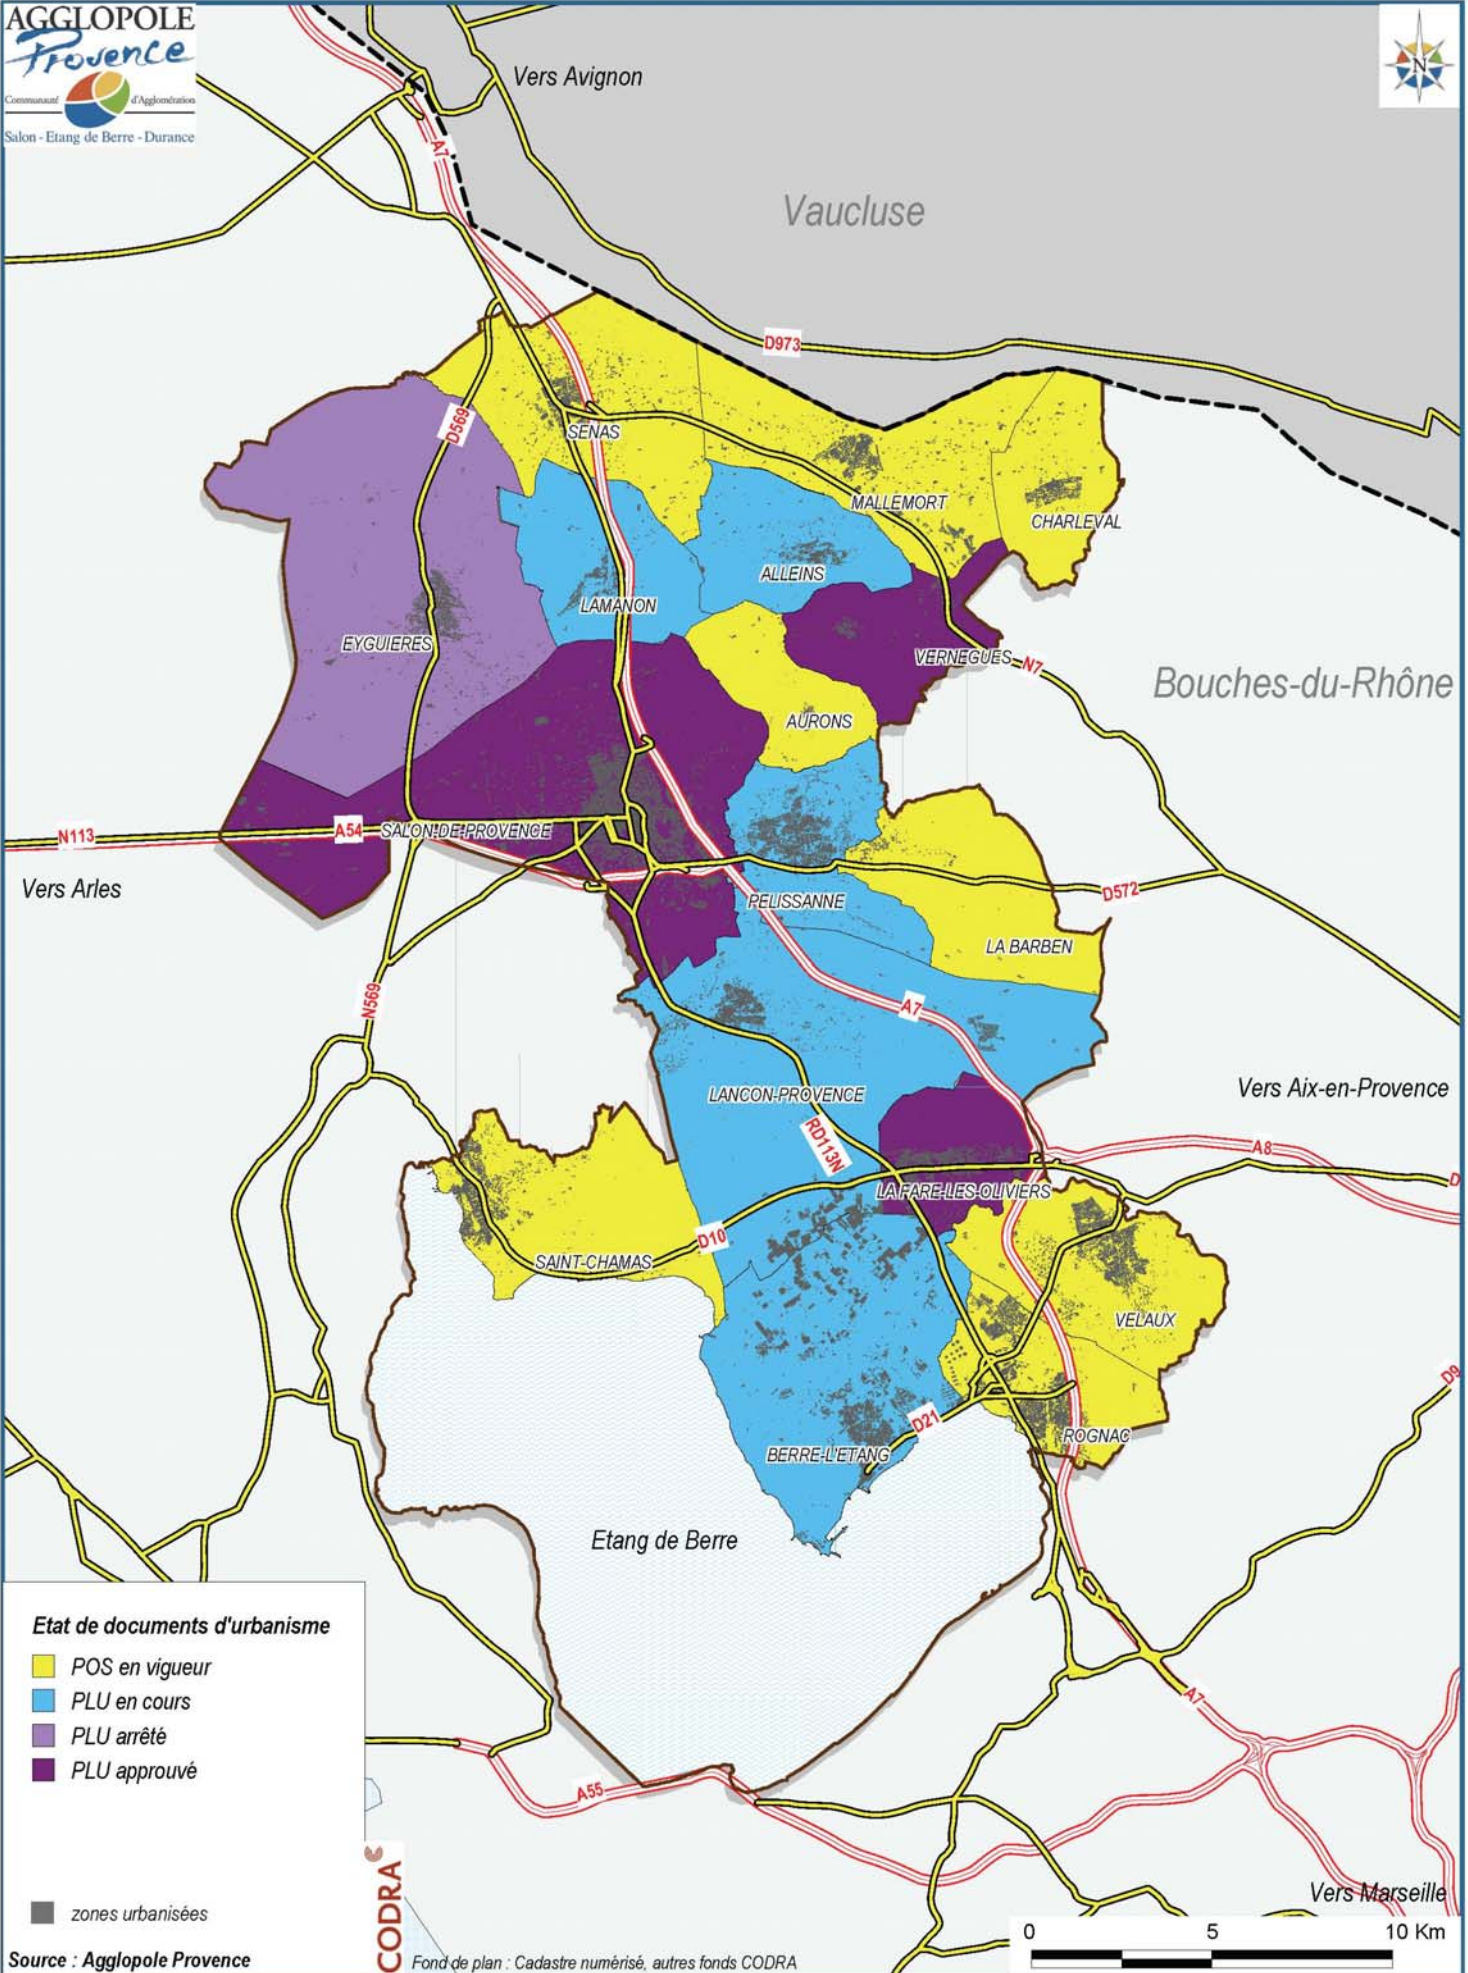 AGGLOPOLE
Provence
Communauté d'Agglomération
Salon - Etang de Berre - Durance
N
Vers Avignon
A7
Vaucluse
D973
D569
SENAS
MALLEMORT
CHARLEVAL
ALLEINS
LAMANON
EYGUIERES
VERNEGUES
N7
Bouches-du-Rhône
AURONS
N113
A54
SALON-DE-PROVENCE
Vers Arles
D572
PELISSANNE
LA BARBEN
N569
A7
LANCON-PROVENCE
Vers Aix-en-Provence
RD113N
A8
D
LA FARE-LES-OLIVIERS
D10
SAINT-CHAMAS
VELAUX
D9
D21
ROGNAC
BERRE-L'ETANG
Etang de Berre
Etat de documents d'urbanisme
POS en vigueur
PLU en cours
PLU arrêté
PLU approuvé
zones urbanisées
A7
A55
Vers Marseille
CODRA
0 5 10 Km
Source : Agglopole Provence
Fond de plan : Cadastre numérisé, autres fonds CODRA